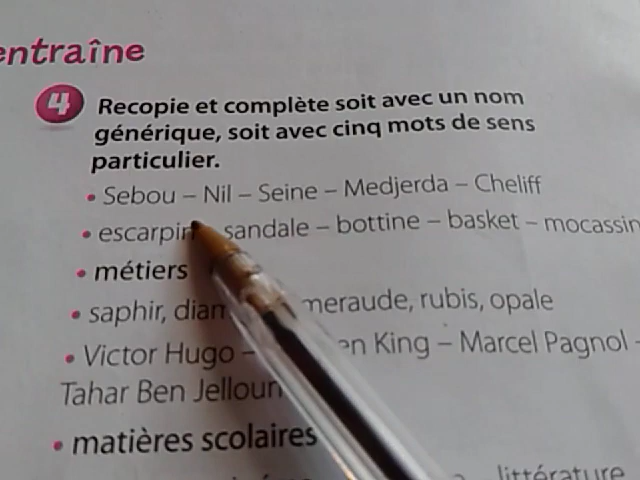 entraîne
4 Recopie et complète soit avec un nom
générique, soit avec cinq mots de sens
particulier.
• Sebou – Nil – Seine – Medjerda – Cheliff
• escarpin sandale – bottine – basket – mocassin
• métiers
• saphir, rubis, opale
• Victor Hugo – King – Marcel Pagnol –
Tahar Ben Jelloun
• matières scolaires
littérature